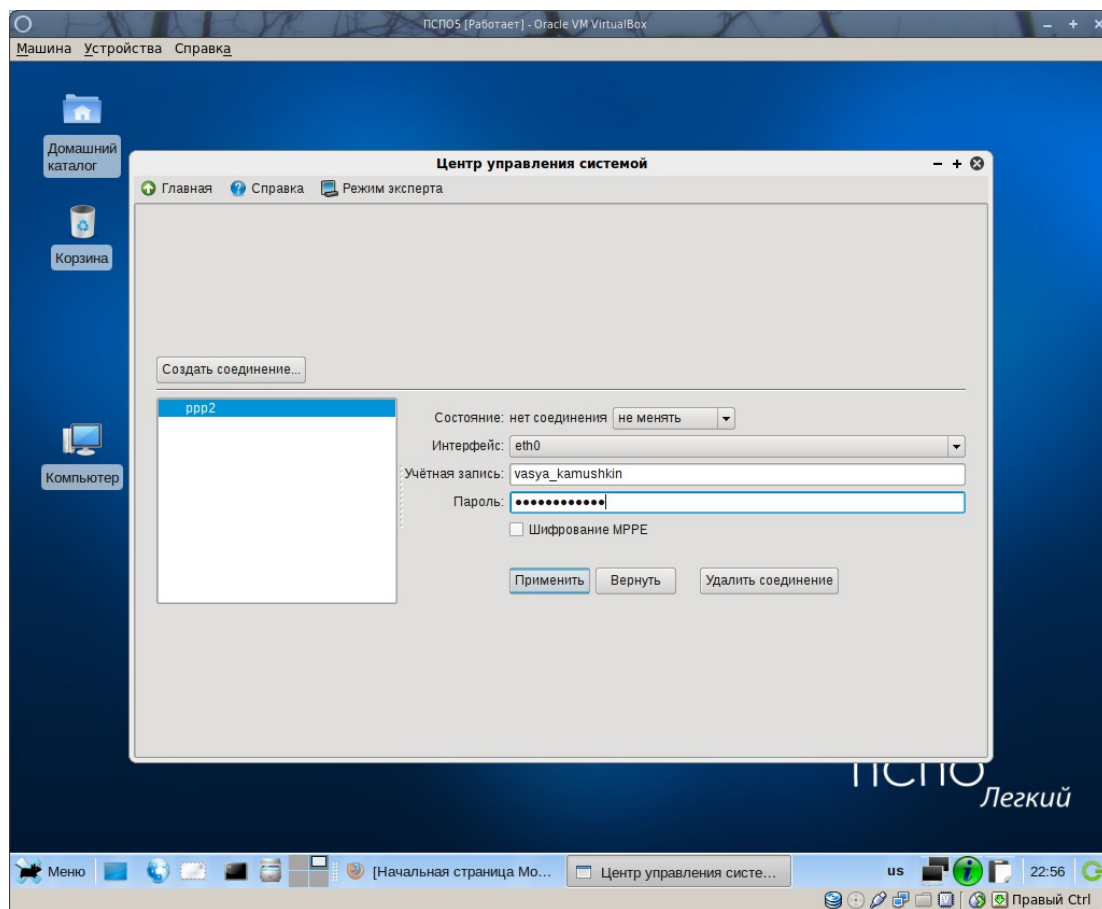 ПСПО5 [Работает] - Oracle VM VirtualBox
Машина Устройства Справка
Домашний
каталог
Корзина
Компьютер
Центр управления системой
Главная Справка Режим эксперта
Создать соединение...
ppp2
Состояние: нет соединения не менять
Интерфейс: eth0
Учётная запись: vasya_kamushkin
Пароль: ••••••••••••
Шифрование MPPE
Применить Вернуть Удалить соединение
ПСПО
Легкий
Меню [Начальная страница Mo... Центр управления систе... us 22:56
Правый Ctrl